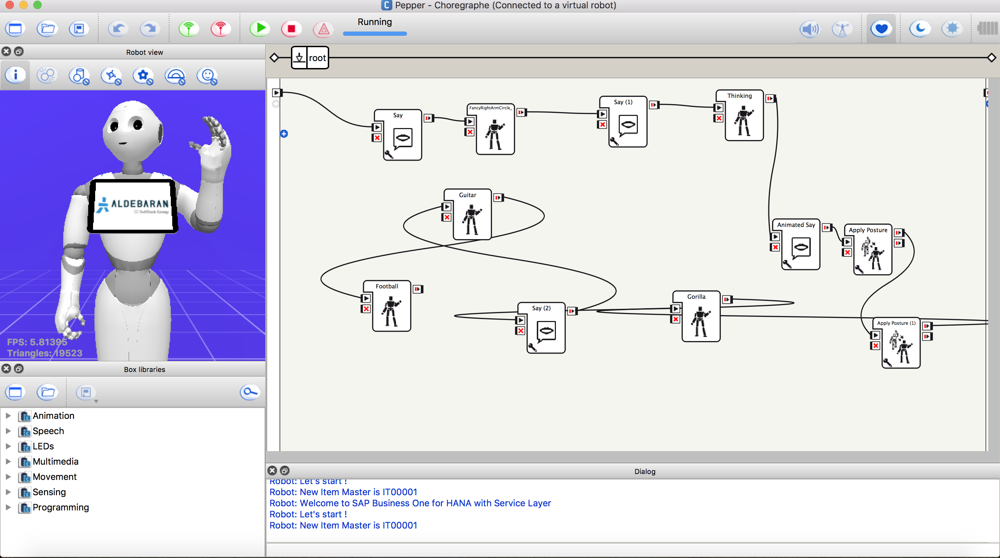 Pepper - Choregraphe (Connected to a virtual robot)
Running
Robot view
root
ALDEBARAN
SoftBank Group
FPS: 5.81395
Triangles: 19523
Say
FancyRightArmCircle_
Say (1)
Thinking
Guitar
Animated Say
Apply Posture
Football
Say (2)
Gorilla
Apply Posture (1)
Box libraries
Animation
Speech
LEDs
Multimedia
Movement
Sensing
Programming
Dialog
Robot: Let's start !
Robot: New Item Master is IT00001
Robot: Welcome to SAP Business One for HANA with Service Layer
Robot: Let's start !
Robot: New Item Master is IT00001